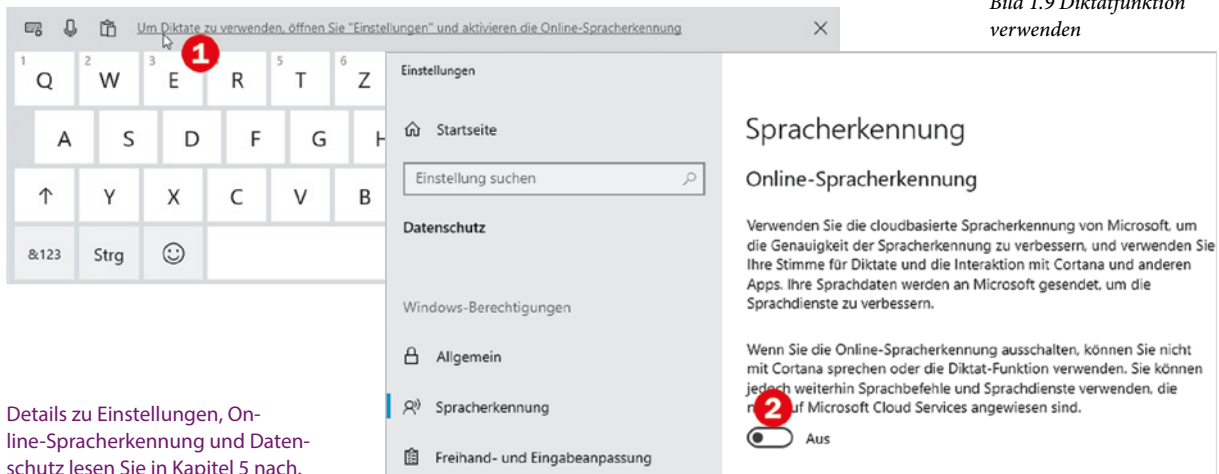 Bild 1.9 Diktatfunktion
verwenden
Um Diktate zu verwenden, öffnen Sie "Einstellungen" und aktivieren die Online-Spracherkennung
1
1 Q 2 W 3 E R 5 T 6 Z
A S D F G H
Y X C V B
&123 Strg
Einstellungen
Startseite
Einstellung suchen
Datenschutz
Windows-Berechtigungen
Allgemein
Spracherkennung
Freihand- und Eingabeanpassung
Spracherkennung
Online-Spracherkennung
Verwenden Sie die cloudbasierte Spracherkennung von Microsoft, um
die Genauigkeit der Spracherkennung zu verbessern, und verwenden Sie
Ihre Stimme für Diktate und die Interaktion mit Cortana und anderen
Apps. Ihre Sprachdaten werden an Microsoft gesendet, um die
Sprachdienste zu verbessern.
Wenn Sie die Online-Spracherkennung ausschalten, können Sie nicht
mit Cortana sprechen oder die Diktat-Funktion verwenden. Sie können
jedoch weiterhin Sprachbefehle und Sprachdienste verwenden, die
Microsoft Cloud Services angewiesen sind.
2
Aus
Details zu Einstellungen, On-
line-Spracherkennung und Daten-
schutz lesen Sie in Kapitel 5 nach.